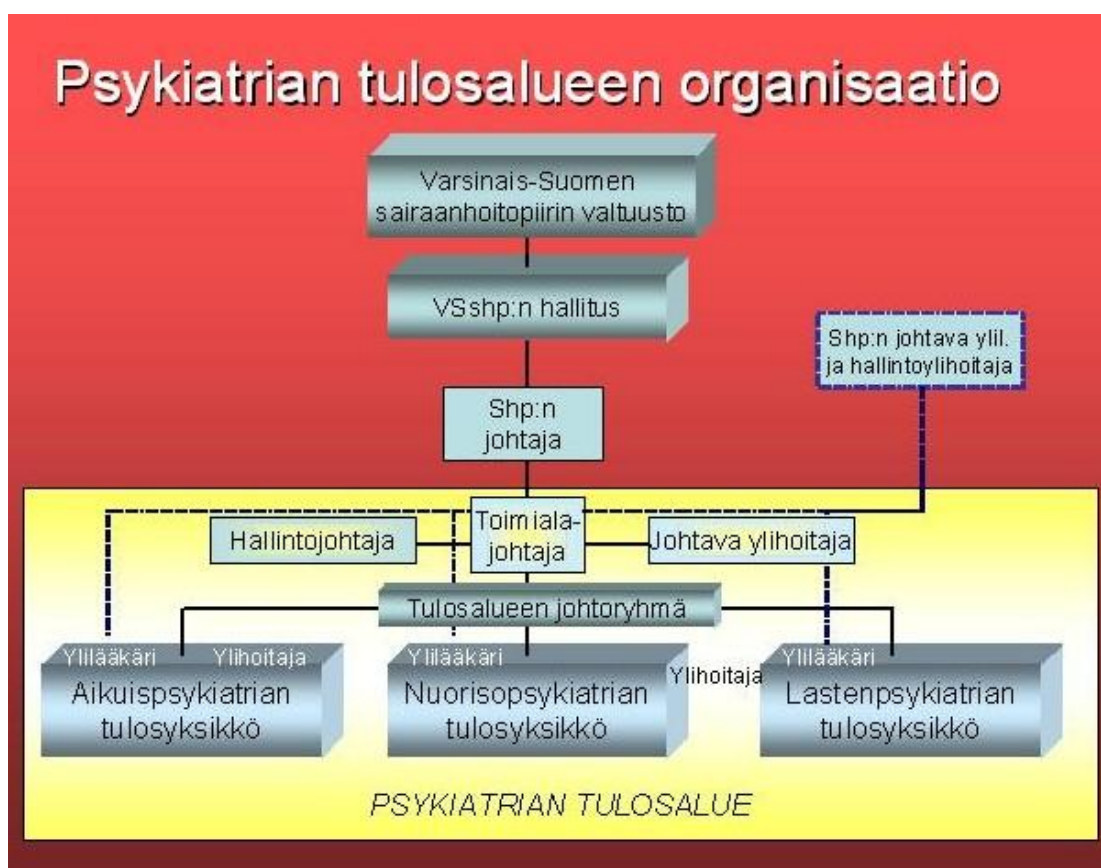 Psykiatrian tulosalueen organisaatio
Varsinais-Suomen
sairaanhoitopiirin valtuusto
VSshp:n hallitus
Shp:n johtava ylil.
ja hallintoylihoitaja
Shp:n
johtaja
Hallintojohtaja
Toimiala-
johtaja
Johtava ylihoitaja
Tulosalueen johtoryhmä
Ylilääkäri Ylihoitaja
Aikuispsykiatrian
tulosyksikkö
Ylilääkäri
Nuorisopsykiatrian
tulosyksikkö
Ylihoitaja
Ylilääkäri
Lastenpsykiatrian
tulosyksikkö
PSYKIATRIAN TULOSALUE